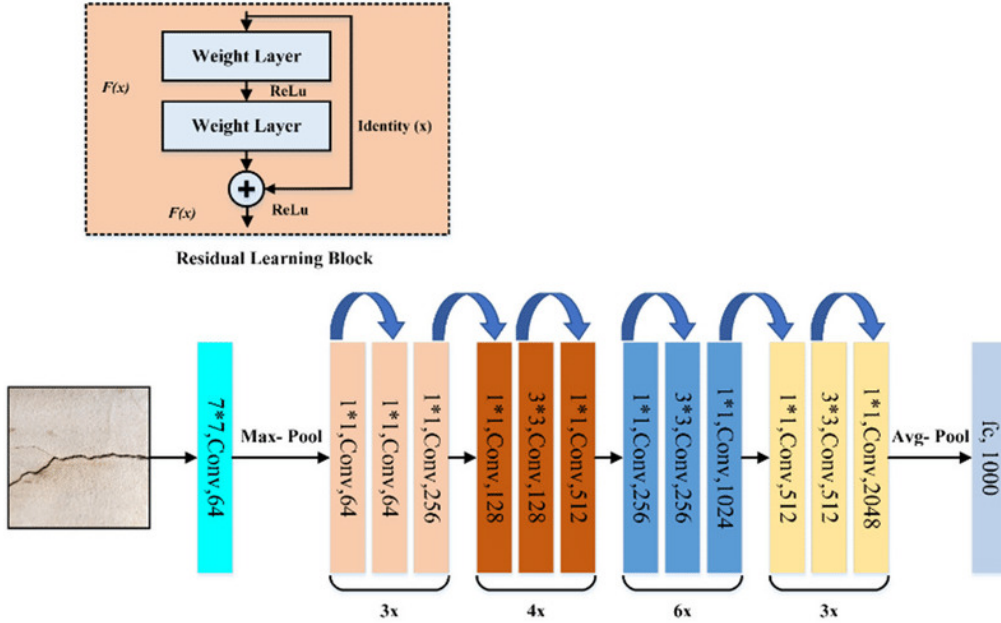 Weight Layer
F(x)
ReLu
Weight Layer
Identity (x)
+
F(x)
ReLu
Residual Learning Block
7*7,Conv,64
Max- Pool
1*1,Conv,64
1*1,Conv,64
1*1,Conv,256
1*1,Conv,128
3*3,Conv,128
1*1,Conv,512
1*1,Conv,256
3*3,Conv,256
1*1,Conv,1024
1*1,Conv,512
3*3,Conv,512
1*1,Conv,2048
Avg- Pool
fc, 1000
3x
4x
6x
3x